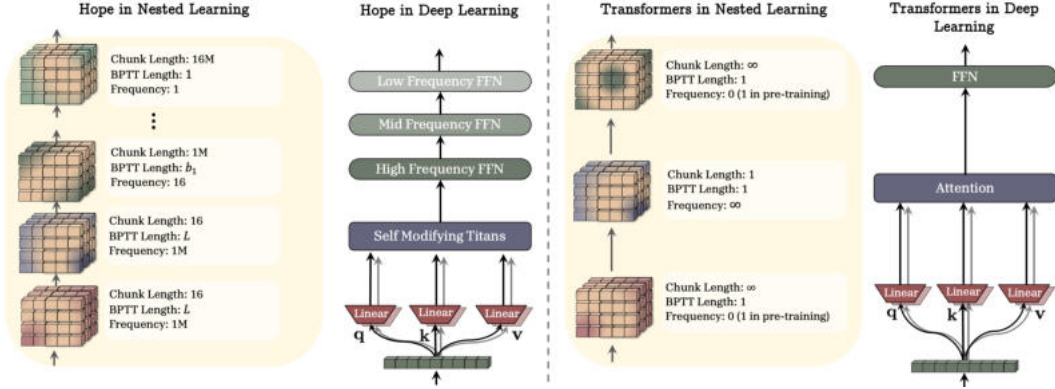 Hope in Nested Learning
Chunk Length: 16M
BPTT Length: 1
Frequency: 1
Chunk Length: 1M
BPTT Length: b₁
Frequency: 16
Chunk Length: 16
BPTT Length: L
Frequency: 1M
Chunk Length: 16
BPTT Length: L
Frequency: 1M
Hope in Deep Learning
Low Frequency FFN
Mid Frequency FFN
High Frequency FFN
Self Modifying Titans
Linear Linear Linear
q k v
Transformers in Nested Learning
Chunk Length: ∞
BPTT Length: 1
Frequency: 0 (1 in pre-training)
Chunk Length: 1
BPTT Length: 1
Frequency: ∞
Chunk Length: ∞
BPTT Length: 1
Frequency: 0 (1 in pre-training)
Transformers in Deep
Learning
FFN
Attention
Linear Linear Linear
q k v